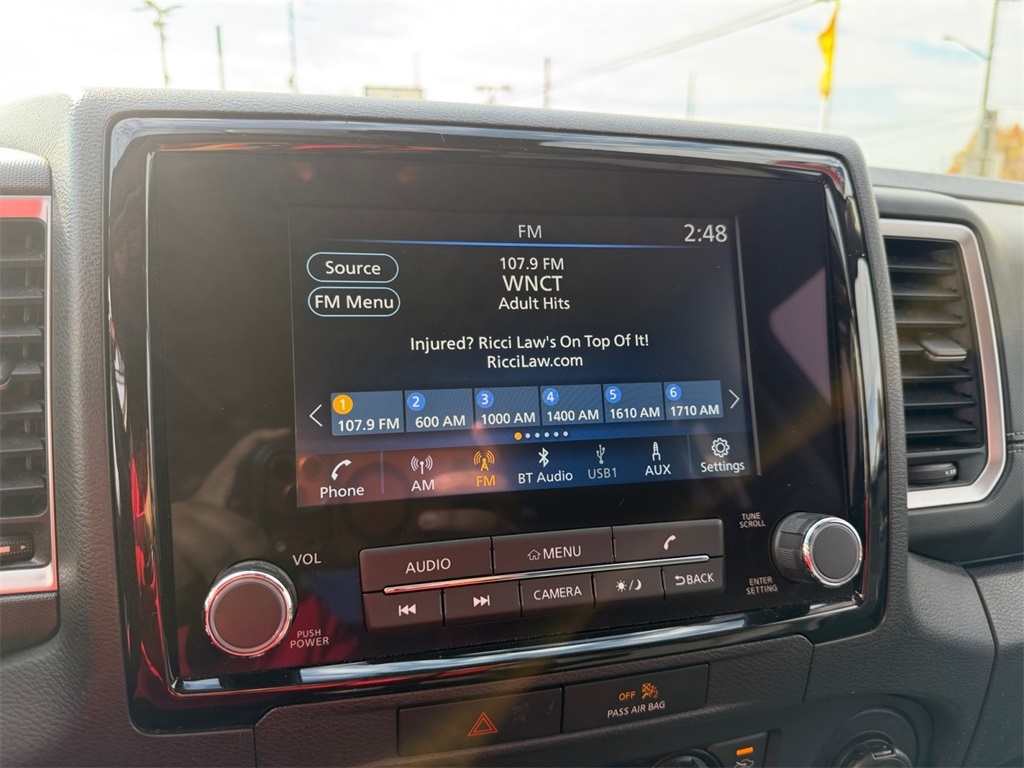 FM
2:48
Source
107.9 FM
WNCT
FM Menu
Adult Hits
Injured? Ricci Law's On Top Of It!
RicciLaw.com
1 2 3 4 5 6
107.9 FM 600 AM 1000 AM 1400 AM 1610 AM 1710 AM
Phone AM FM BT Audio USB1 AUX Settings
TUNE
SCROLL
VOL
AUDIO MENU
CAMERA BACK
ENTER
SETTING
PUSH
POWER
OFF 2
PASS AIR BAG